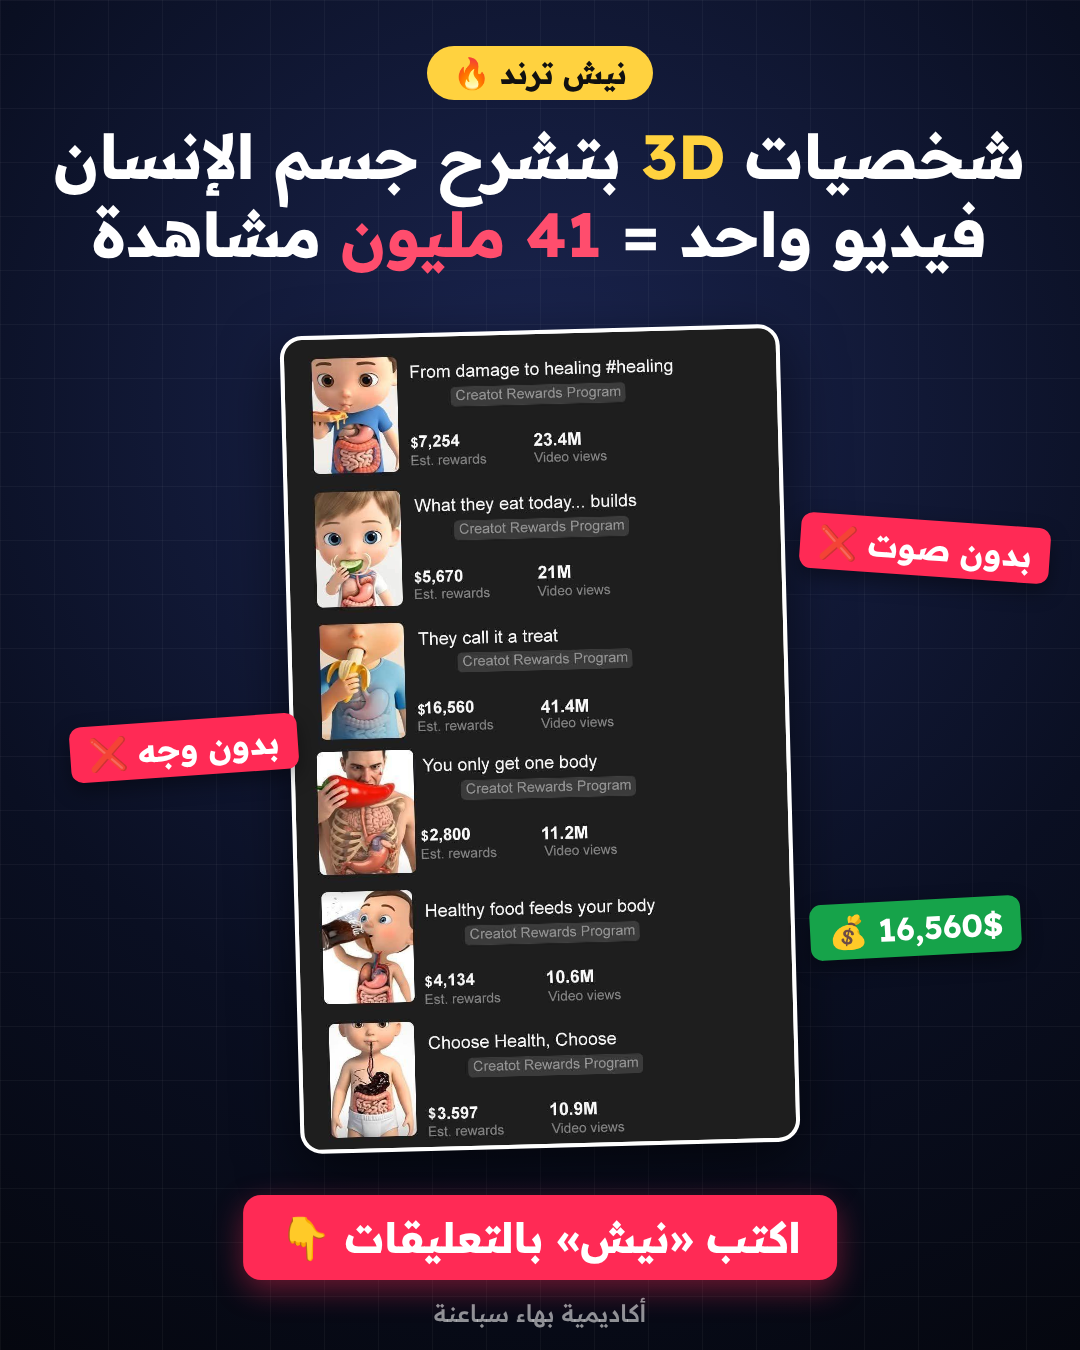 نيش ترند 🔥
شخصيات 3D بتشرح جسم الإنسان
فيديو واحد = 41 مليون مشاهدة
From damage to healing #healing
Creatot Rewards Program
$7,254 23.4M
Est. rewards Video views
What they eat today... builds
Creatot Rewards Program
$5,670 21M
Est. rewards Video views
بدون صوت ❌
They call it a treat
Creatot Rewards Program
$16,560 41.4M
Est. rewards Video views
بدون وجه ❌
You only get one body
Creatot Rewards Program
$2,800 11.2M
Est. rewards Video views
Healthy food feeds your body
Creatot Rewards Program
$4,134 10.6M
Est. rewards Video views
16,560$ 💰
Choose Health, Choose
Creatot Rewards Program
$3.597 10.9M
Est. rewards Video views
اكتب «نيش» بالتعليقات 👇
أكاديمية بهاء سباعنة